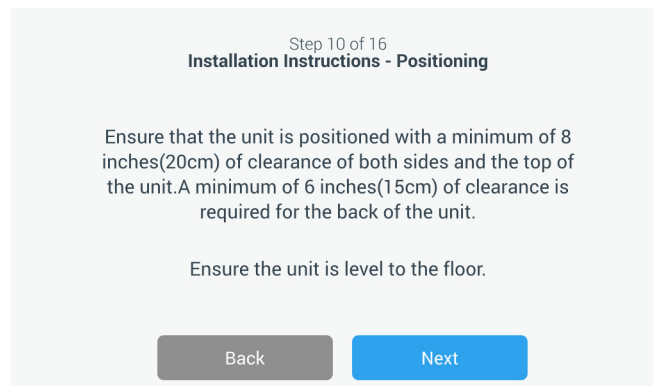 Step 10 of 16
Installation Instructions - Positioning
Ensure that the unit is positioned with a minimum of 8
inches(20cm) of clearance of both sides and the top of
the unit.A minimum of 6 inches(15cm) of clearance is
required for the back of the unit.
Ensure the unit is level to the floor.
Back
Next